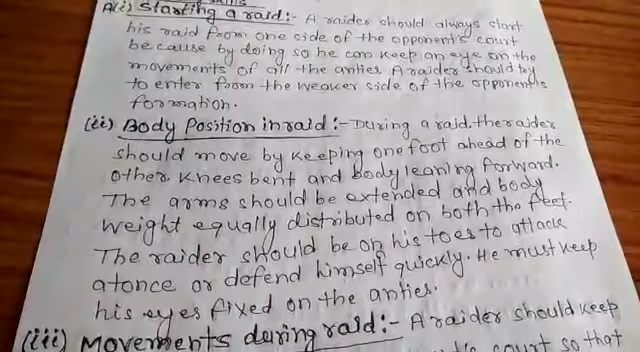 A(i) Starting a raid:- A raider should always start
his raid from one side of the opponent's court
because by doing so he can keep an eye on the
movements of all the anties. A raider should try
to enter from the weaker side of the opponents
formation.
(ii) Body Position in raid:- During a raid. the raider
should move by keeping one foot ahead of the
other. Knees bent and body leaning forward.
The arms should be extended and body
weight equally distributed on both the feet.
The raider should be on his toes to attack
atonce or defend himself quickly. He must keep
his eyes fixed on the anties.
(iii) Movements during raid:- A raider should keep
court so that